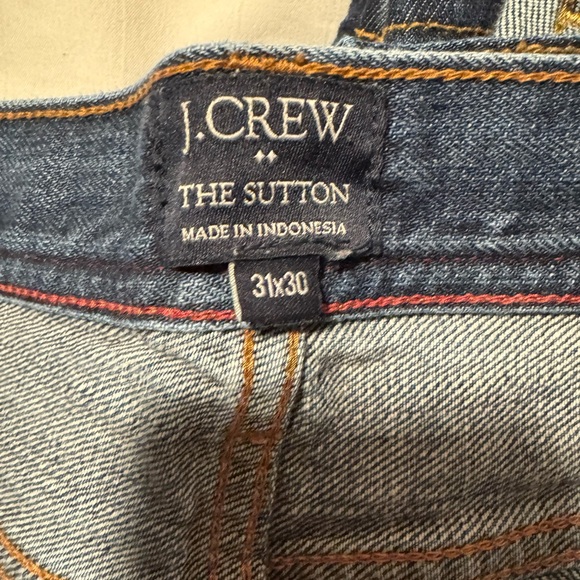 J.CREW
THE SUTTON
MADE IN INDONESIA
31x30